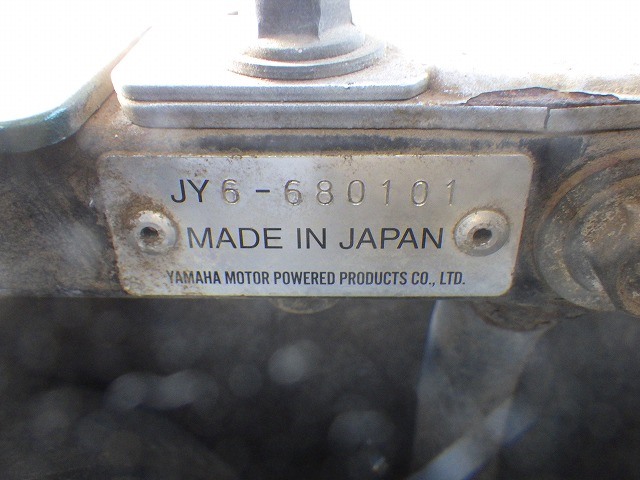 JY6-680101
MADE IN JAPAN
YAMAHA MOTOR POWERED PRODUCTS CO., LTD.